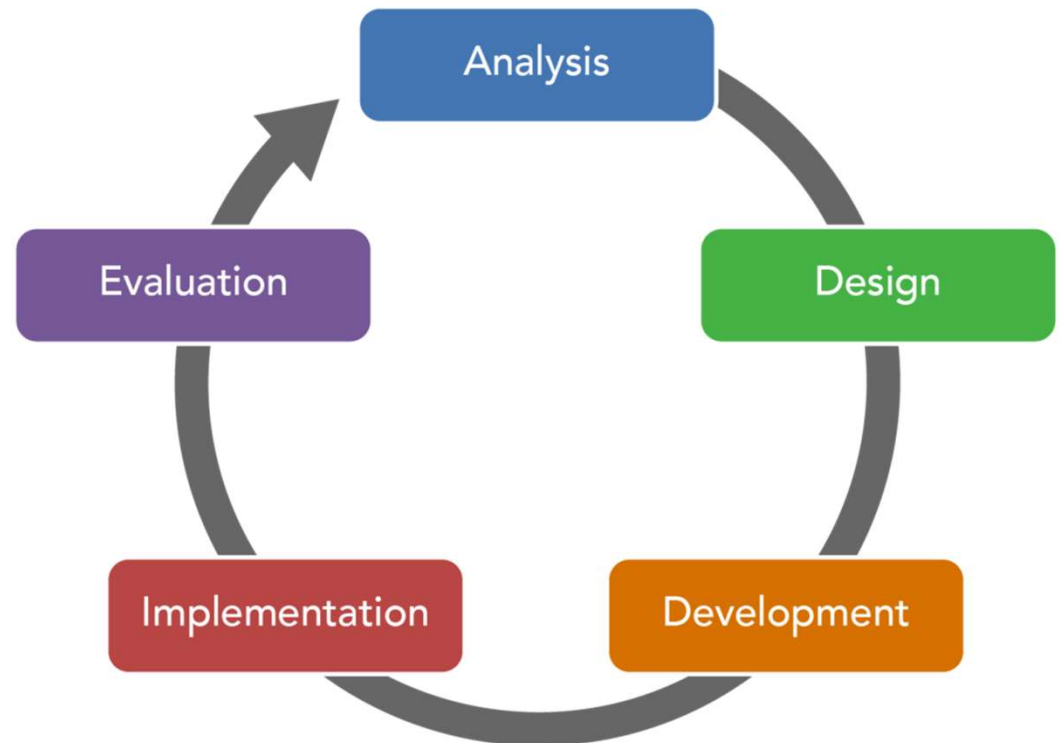 Analysis
Design
Development
Implementation
Evaluation